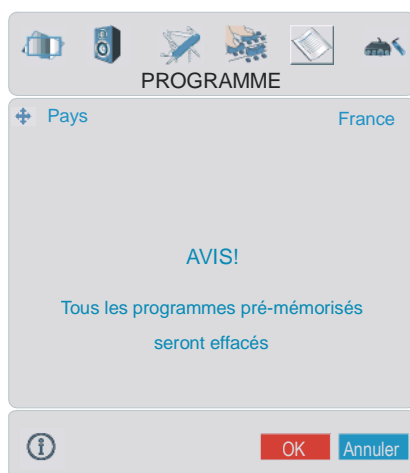 PROGRAMME
Pays France
AVIS!
Tous les programmes pré-mémorisés
seront effacés
OK Annuler